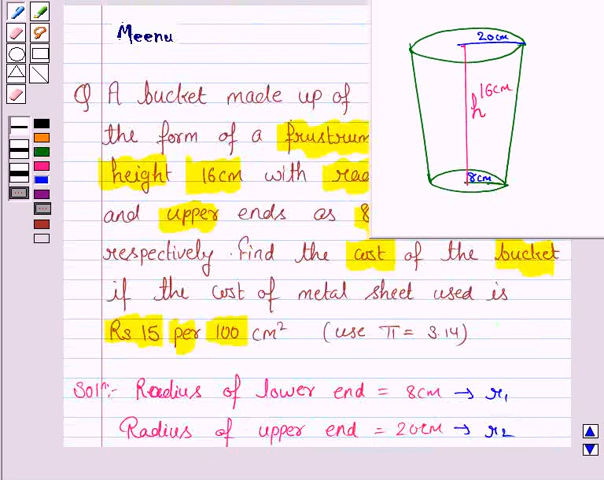 Meenu
Q A bucket made up of
the form of a frustrum
height 16cm with rad
and upper ends as 8
respectively. Find the cost of the bucket
if the cost of metal sheet used is
Rs 15 per 100 cm² (use π = 3.14)
Solⁿ:- Radius of lower end = 8cm → r₁
Radius of upper end = 20cm → r₂
20cm
16cm
h
8cm